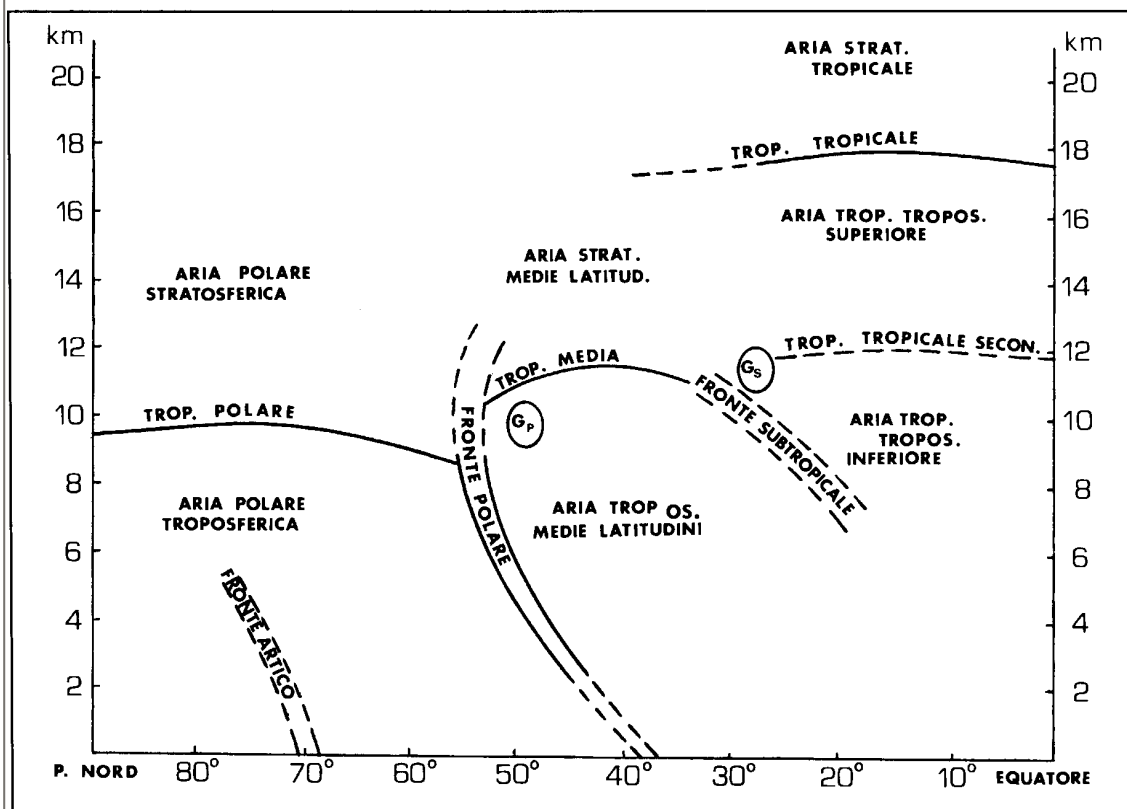 km
km
20
18
16
14
12
10
8
6
4
2
20
18
16
14
12
10
8
6
4
2
ARIA STRAT.
TROPICALE
TROP. TROPICALE
ARIA TROP. TROPOS.
SUPERIORE
ARIA STRAT.
MEDIE LATITUD.
ARIA POLARE
STRATOSFERICA
TROP. TROPICALE SECON.
TROP. MEDIA
GS
GP
TROP. POLARE
FRONTE POLARE
FRONTE SUBTROPICALE
ARIA TROP.
TROPOS.
INFERIORE
ARIA POLARE
TROPOSFERICA
ARIA TROPOS.
MEDIE LATITUDINI
FRONTE ARTICO
P. NORD 80° 70° 60° 50° 40° 30° 20° 10° EQUATORE